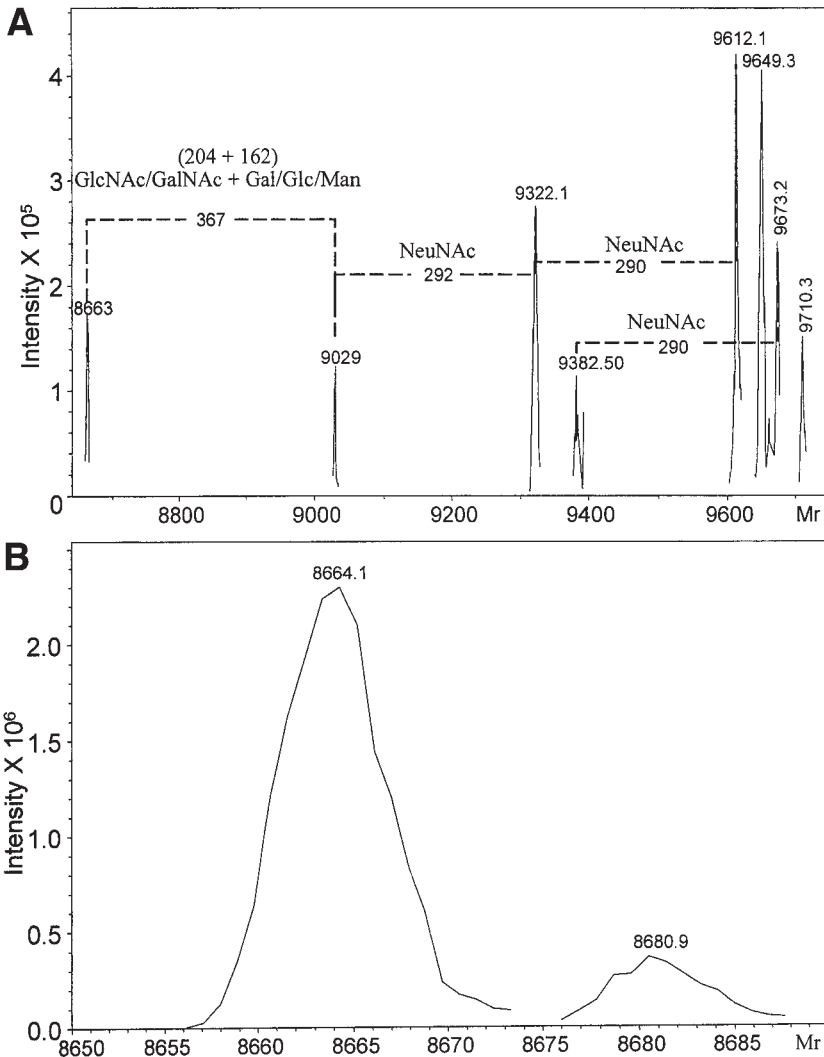 A
9612.1
9649.3
4
(204 + 162)
GlcNAc/GalNAc + Gal/Glc/Man
3
9322.1
9673.2
367
NeuNAc
292
NeuNAc
290
Intensity X 10⁵
2
NeuNAc
290
9710.3
8663
9029
9382.50
1
0
8800 9000 9200 9400 9600 Mr
B
8664.1
2.0
1.5
Intensity X 10⁶
1.0
8680.9
0.5
0.0
8650 8655 8660 8665 8670 8675 8680 8685 Mr